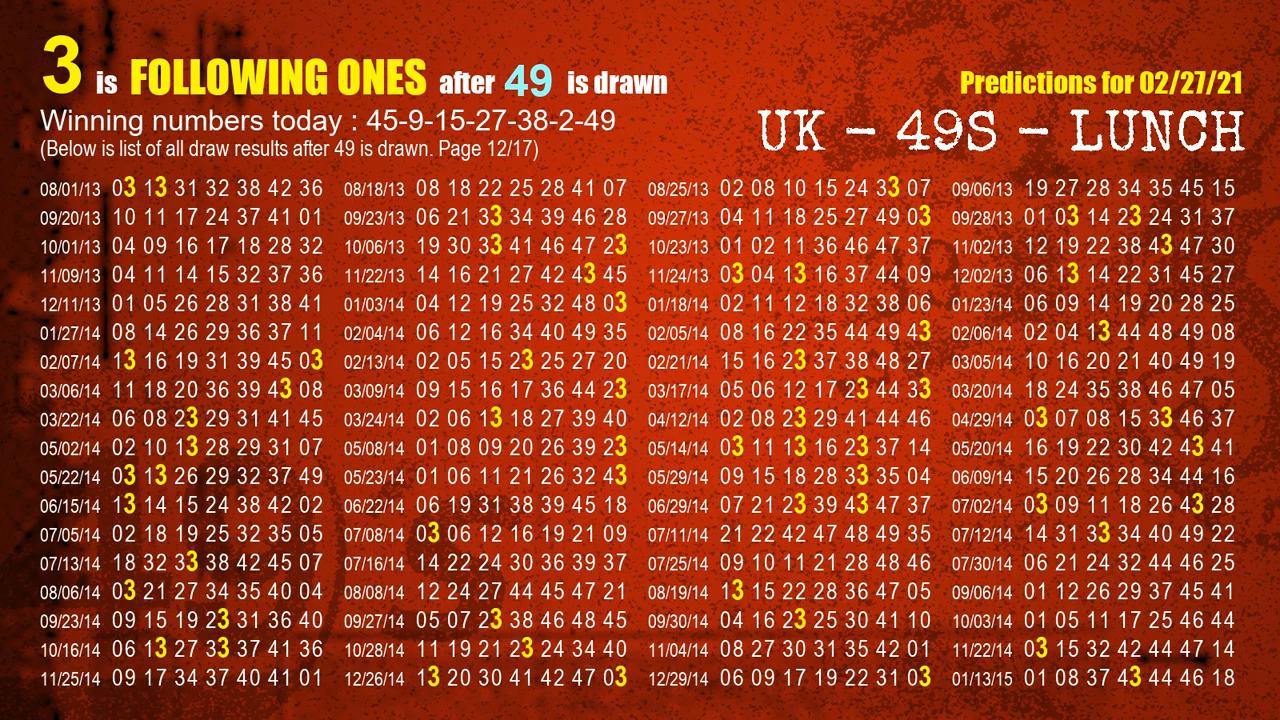 3 is FOLLOWING ONES after 49 is drawn
Predictions for 02/27/21
Winning numbers today : 45-9-15-27-38-2-49
UK - 49S - LUNCH
(Below is list of all draw results after 49 is drawn. Page 12/17)
08/01/13 03 13 31 32 38 42 36 08/18/13 08 18 22 25 28 41 07 08/25/13 02 08 10 15 24 33 07 09/06/13 19 27 28 34 35 45 15
09/20/13 10 11 17 24 37 41 01 09/23/13 06 21 33 34 39 46 28 09/27/13 04 11 18 25 27 49 03 09/28/13 01 03 14 23 24 31 37
10/01/13 04 09 16 17 18 28 32 10/06/13 19 30 33 41 46 47 23 10/23/13 01 02 11 36 46 47 37 11/02/13 12 19 22 38 43 47 30
11/09/13 04 11 14 15 32 37 36 11/22/13 14 16 21 27 42 43 45 11/24/13 03 04 13 16 37 44 09 12/02/13 06 13 14 22 31 45 27
12/11/13 01 05 26 28 31 38 41 01/03/14 04 12 19 25 32 48 03 01/18/14 02 11 12 18 32 38 06 01/23/14 06 09 14 19 20 28 25
01/27/14 08 14 26 29 36 37 11 02/04/14 06 12 16 34 40 49 35 02/05/14 08 16 22 35 44 49 43 02/06/14 02 04 13 44 48 49 08
02/07/14 13 16 19 31 39 45 03 02/13/14 02 05 15 23 25 27 20 02/21/14 15 16 23 37 38 48 27 03/05/14 10 16 20 21 40 49 19
03/06/14 11 18 20 36 39 43 08 03/09/14 09 15 16 17 36 44 23 03/17/14 05 06 12 17 23 44 33 03/20/14 18 24 35 38 46 47 05
03/22/14 06 08 23 29 31 41 45 03/24/14 02 06 13 18 27 39 40 04/12/14 02 08 23 29 41 44 46 04/29/14 03 07 08 15 33 46 37
05/02/14 02 10 13 28 29 31 07 05/08/14 01 08 09 20 26 39 23 05/14/14 03 11 13 16 23 37 14 05/20/14 16 19 22 30 42 43 41
05/22/14 03 13 26 29 32 37 49 05/23/14 01 06 11 21 26 32 43 05/29/14 09 15 18 28 33 35 04 06/09/14 15 20 26 28 34 44 16
06/15/14 13 14 15 24 38 42 02 06/22/14 06 19 31 38 39 45 18 06/29/14 07 21 23 39 43 47 37 07/02/14 03 09 11 18 26 43 28
07/05/14 02 18 19 25 32 35 05 07/08/14 03 06 12 16 19 21 09 07/11/14 21 22 42 47 48 49 35 07/12/14 14 31 33 34 40 49 22
07/13/14 18 32 33 38 42 45 07 07/16/14 14 22 24 30 36 39 37 07/25/14 09 10 11 21 28 48 46 07/30/14 06 21 24 32 44 46 25
08/06/14 03 21 27 34 35 40 04 08/08/14 12 24 27 44 45 47 21 08/19/14 13 15 22 28 36 47 05 09/06/14 01 12 26 29 37 45 41
09/23/14 09 15 19 23 31 36 40 09/27/14 05 07 23 38 46 48 45 09/30/14 04 16 23 25 30 41 10 10/03/14 01 05 11 17 25 46 44
10/16/14 06 13 27 33 37 41 36 10/28/14 11 19 21 23 24 34 40 11/04/14 08 27 30 31 35 42 01 11/22/14 03 15 32 42 44 47 14
11/25/14 09 17 34 37 40 41 01 12/26/14 13 20 30 41 42 47 03 12/29/14 06 09 17 19 22 31 03 01/13/15 01 08 37 43 44 46 18